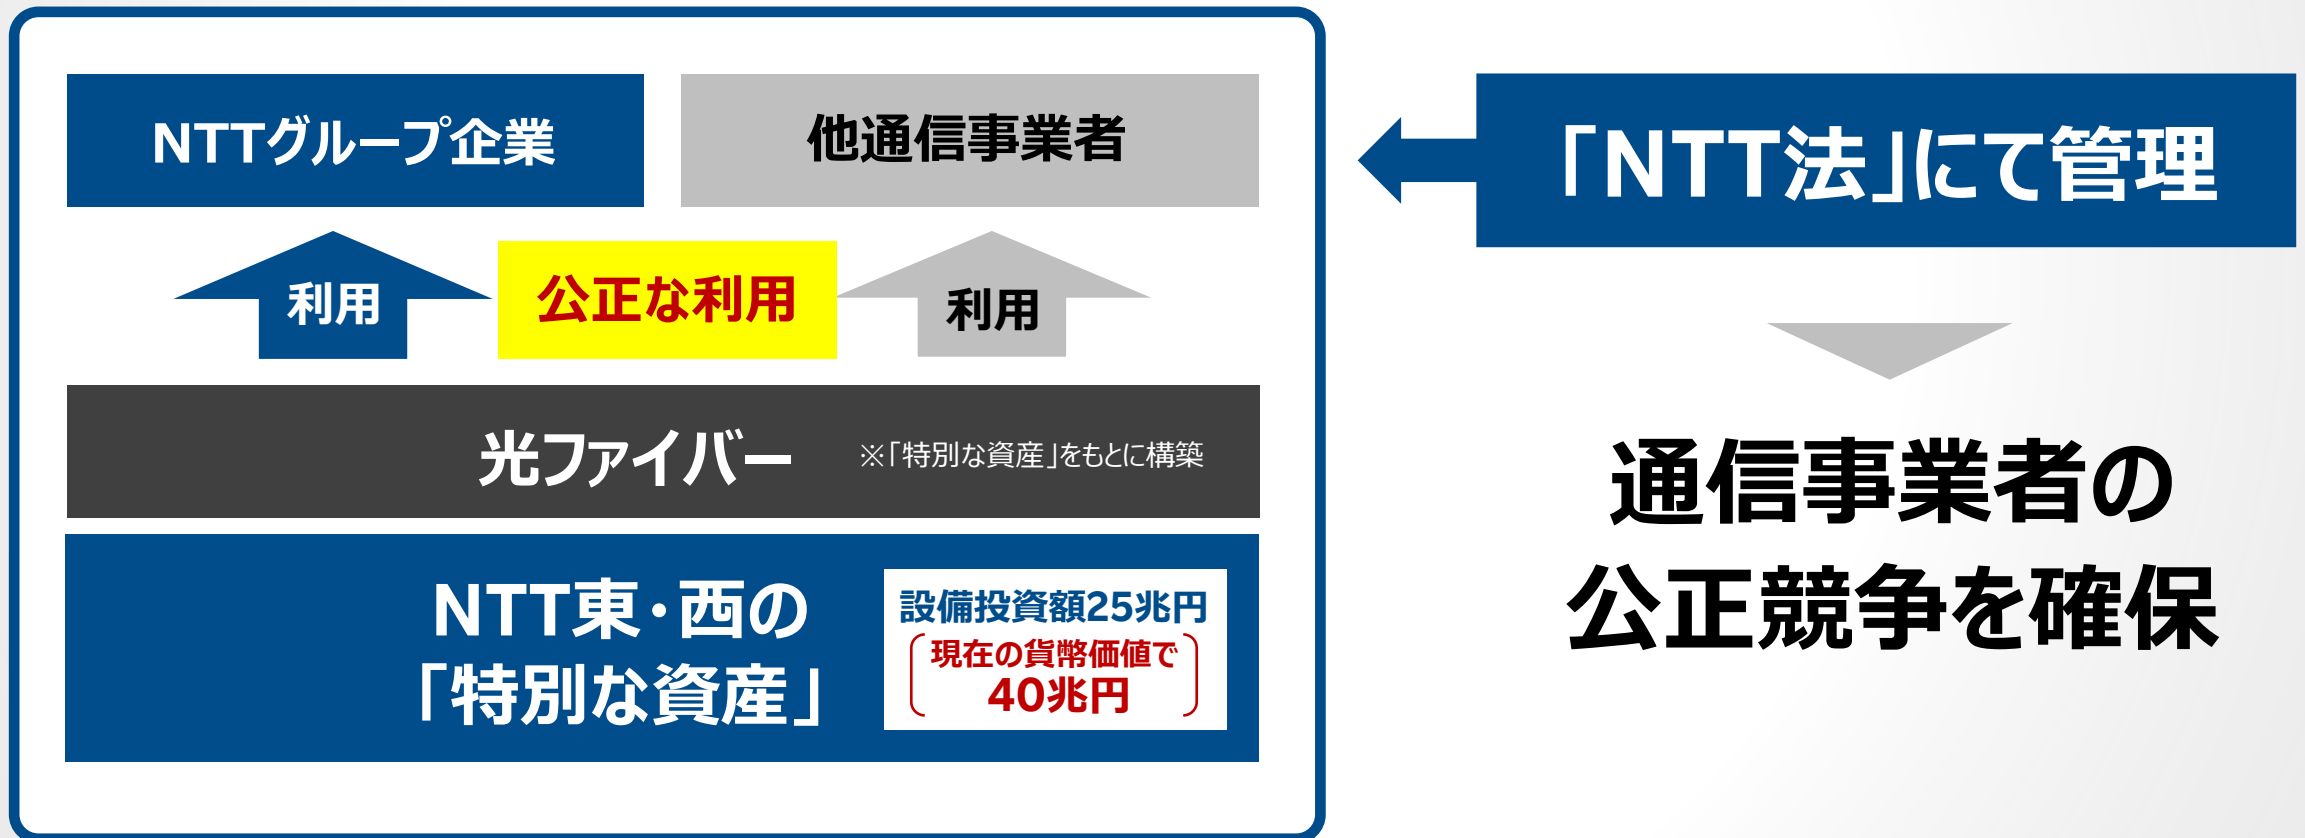 NTTグループ企業
他通信事業者
「NTT法」にて管理
利用
公正な利用
利用
光ファイバー
※「特別な資産」をもとに構築
通信事業者の
公正競争を確保
NTT東・西の
「特別な資産」
設備投資額25兆円
現在の貨幣価値で
40兆円